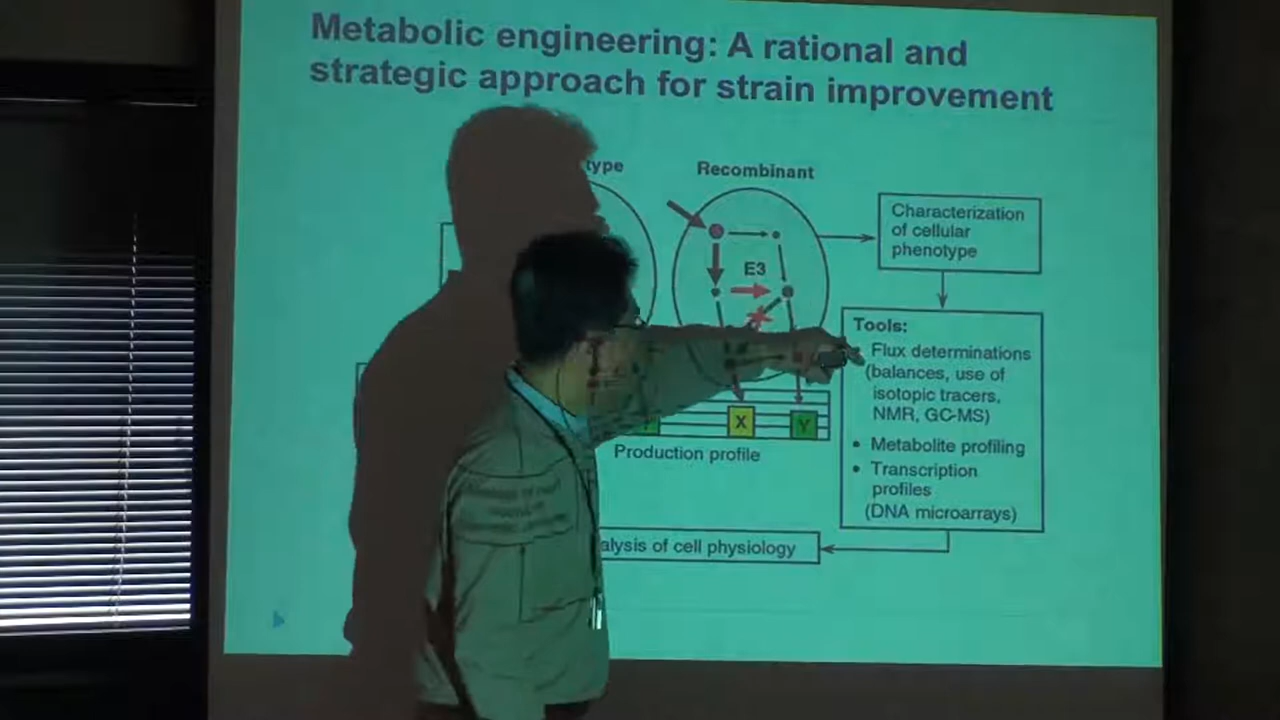 Metabolic engineering: A rational and
strategic approach for strain improvement
type
Recombinant
E3
Characterization
of cellular
phenotype
Tools:
Flux determinations
(balances, use of
isotopic tracers,
NMR, GC-MS)
• Metabolite profiling
• Transcription
profiles
(DNA microarrays)
X
Y
Production profile
alysis of cell physiology